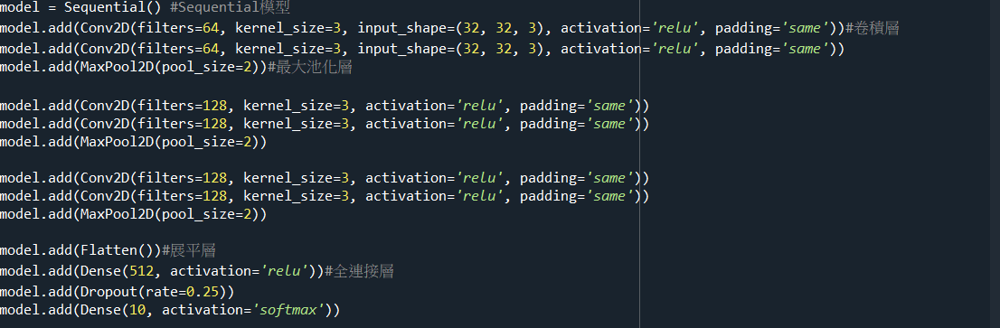 model = Sequential() #Sequential模型
model.add(Conv2D(filters=64, kernel_size=3, input_shape=(32, 32, 3), activation='relu', padding='same'))#卷積層
model.add(Conv2D(filters=64, kernel_size=3, input_shape=(32, 32, 3), activation='relu', padding='same'))
model.add(MaxPool2D(pool_size=2))#最大池化層
model.add(Conv2D(filters=128, kernel_size=3, activation='relu', padding='same'))
model.add(Conv2D(filters=128, kernel_size=3, activation='relu', padding='same'))
model.add(MaxPool2D(pool_size=2))
model.add(Conv2D(filters=128, kernel_size=3, activation='relu', padding='same'))
model.add(Conv2D(filters=128, kernel_size=3, activation='relu', padding='same'))
model.add(MaxPool2D(pool_size=2))
model.add(Flatten())#展平層
model.add(Dense(512, activation='relu'))#全連接層
model.add(Dropout(rate=0.25))
model.add(Dense(10, activation='softmax'))